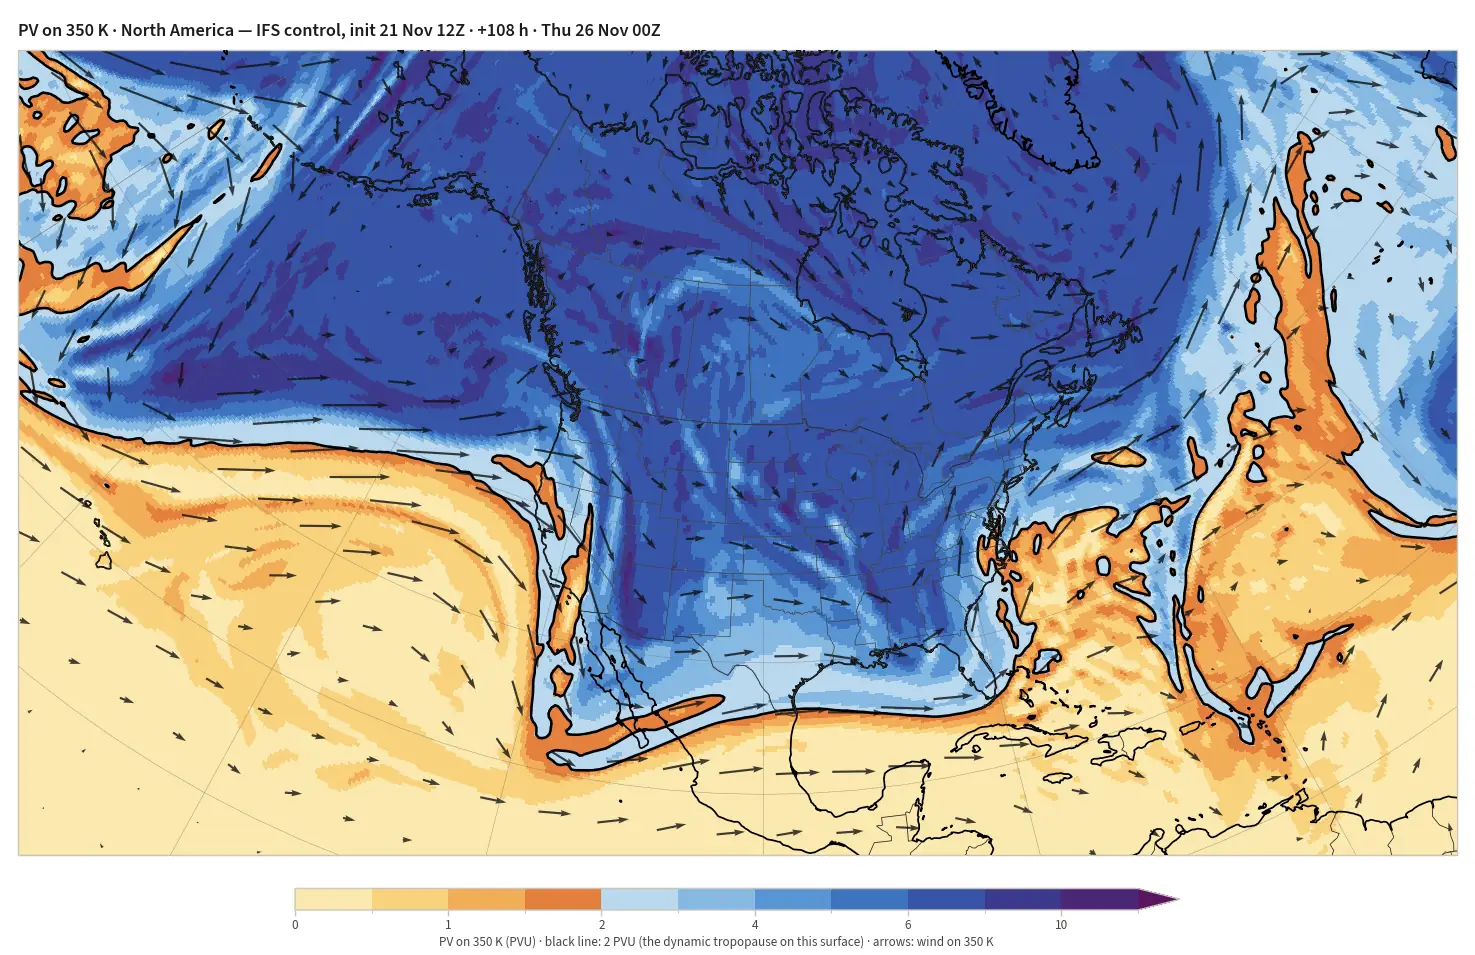 PV on 350 K · North America — IFS control, init 21 Nov 12Z · +108 h · Thu 26 Nov 00Z
0 1 2 4 6 10
PV on 350 K (PVU) · black line: 2 PVU (the dynamic tropopause on this surface) · arrows: wind on 350 K